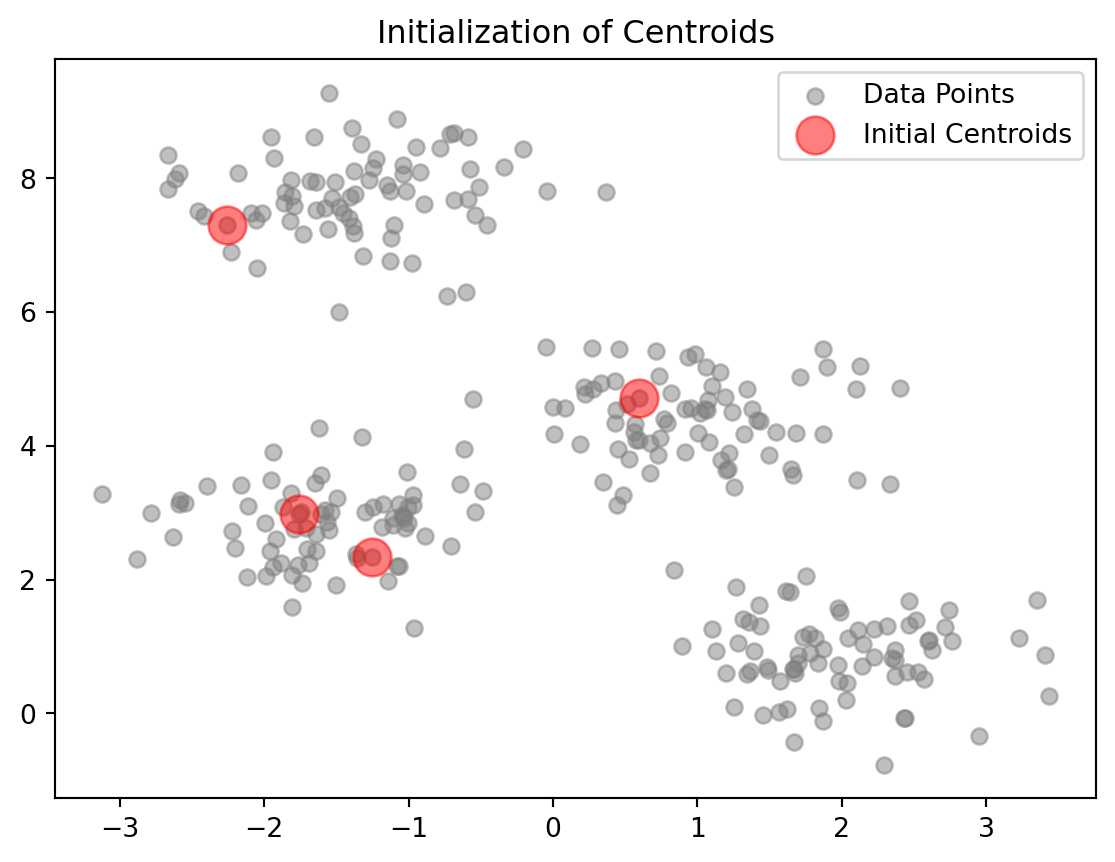 Initialization of Centroids
Data Points
Initial Centroids
8
6
4
2
0
−3 −2 −1 0 1 2 3